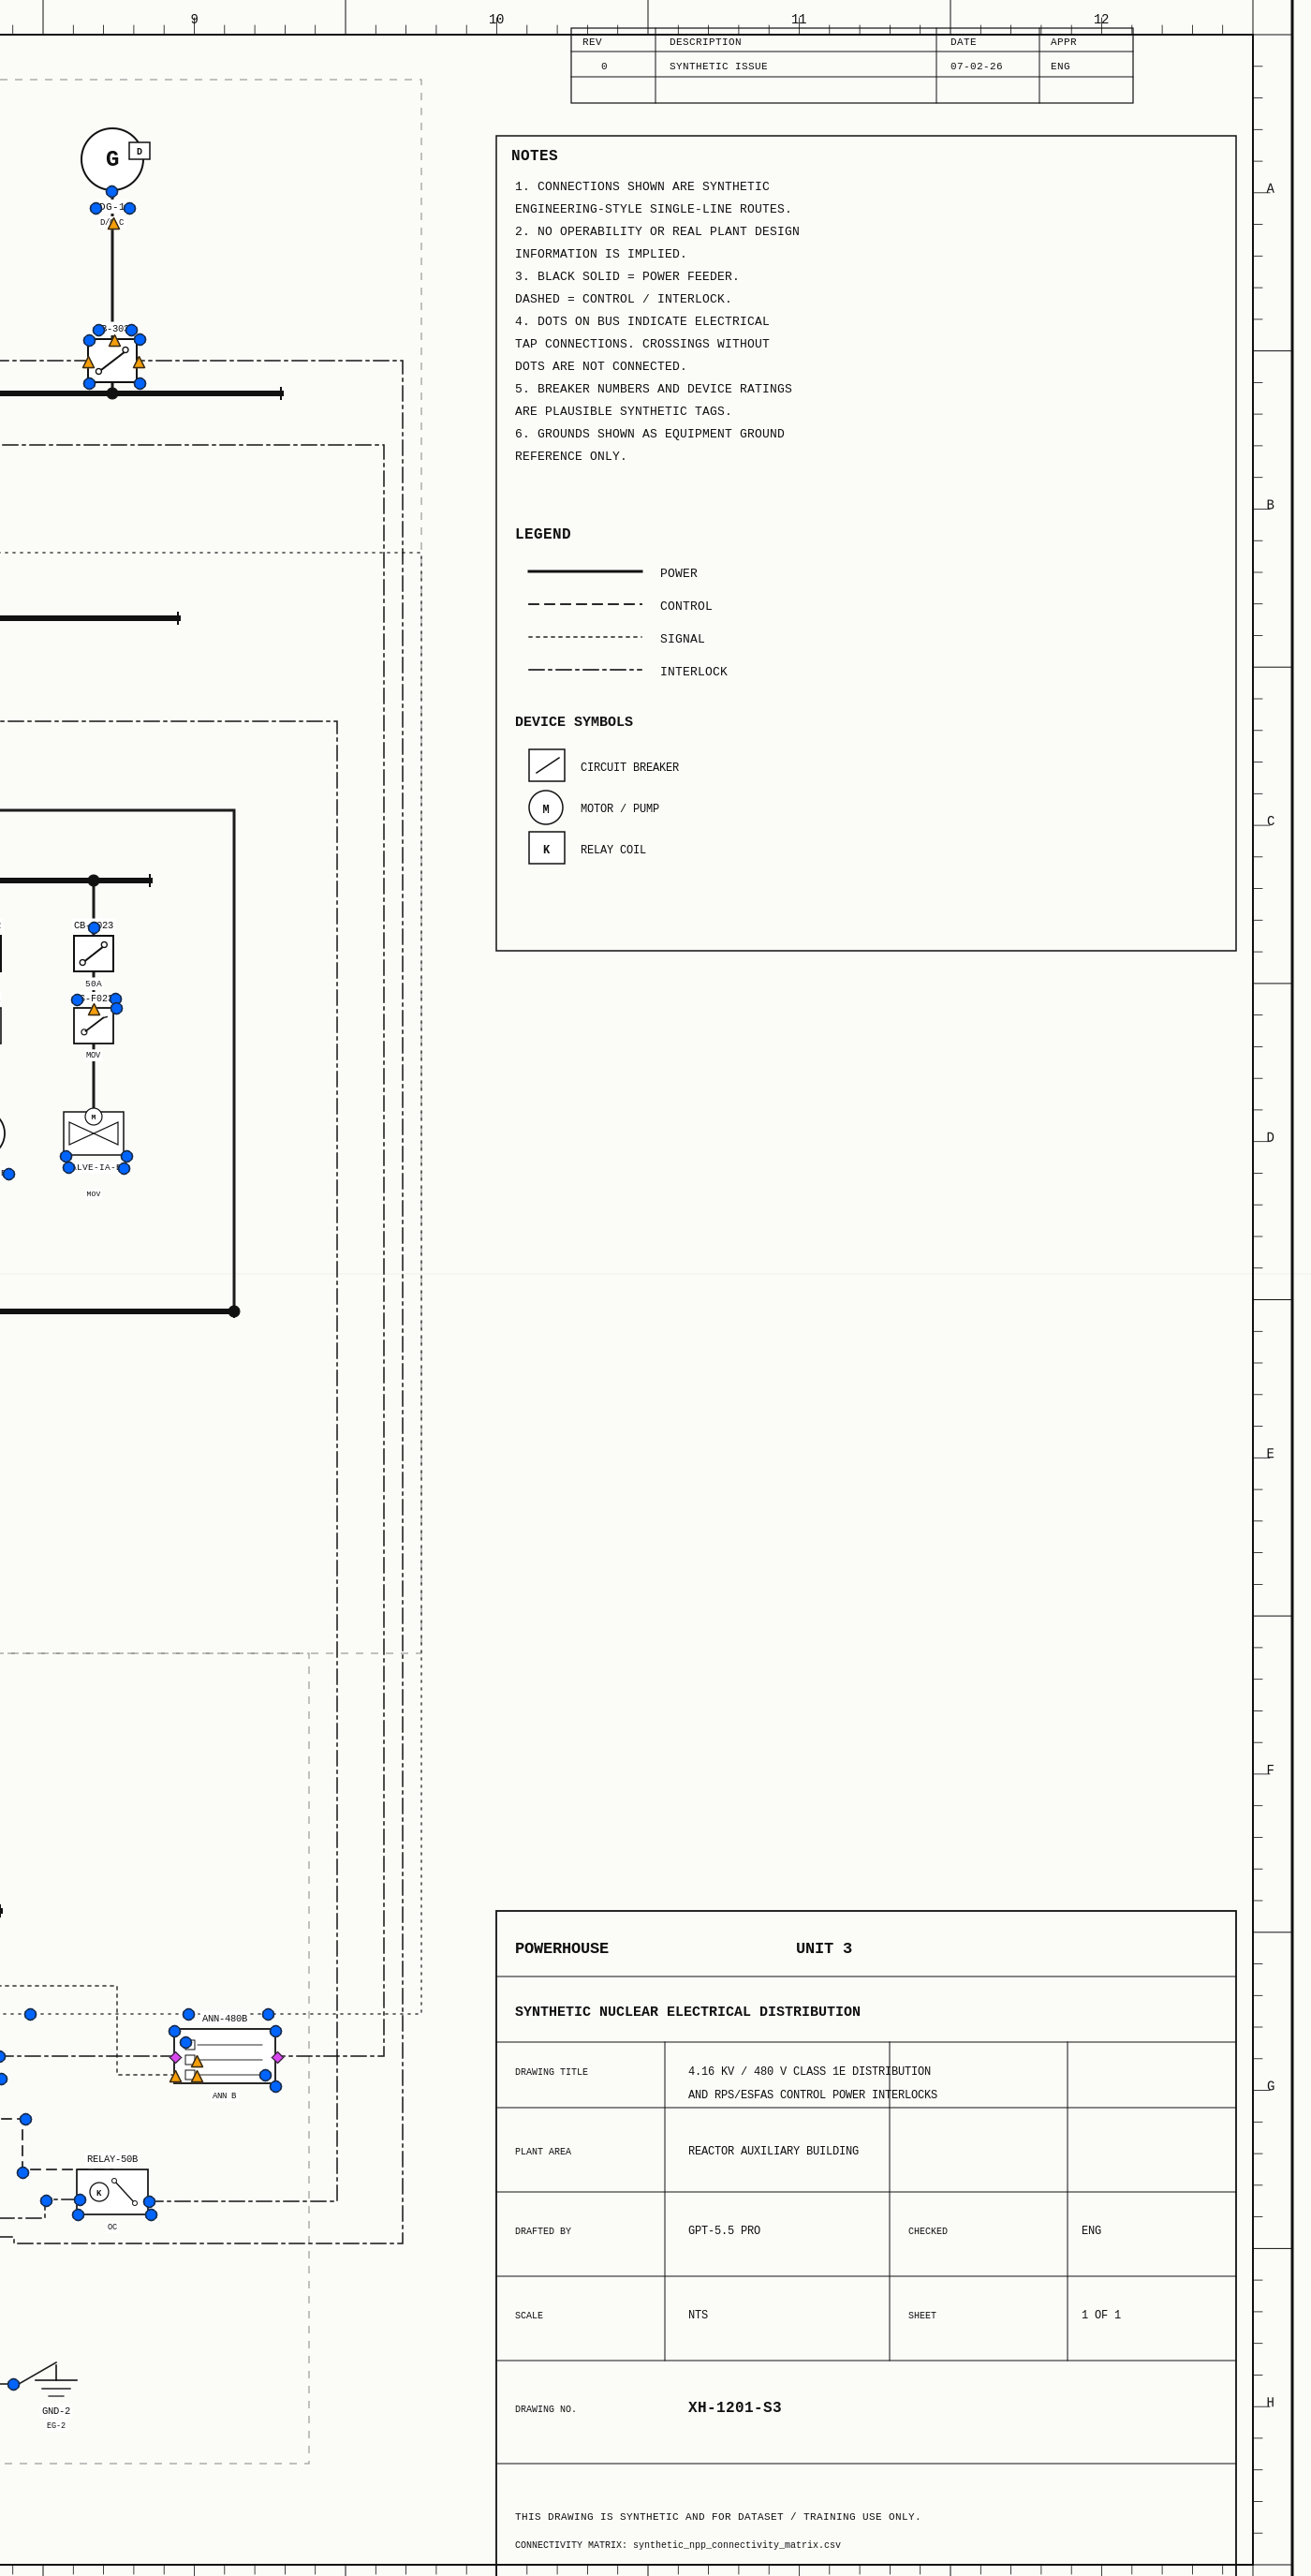 9 10 11 12
REV DESCRIPTION DATE APPR
0 SYNTHETIC ISSUE 07-02-26 ENG
G D
D
NOTES
1. CONNECTIONS SHOWN ARE SYNTHETIC
ENGINEERING-STYLE SINGLE-LINE ROUTES.
2. NO OPERABILITY OR REAL PLANT DESIGN
INFORMATION IS IMPLIED.
3. BLACK SOLID = POWER FEEDER.
DASHED = CONTROL / INTERLOCK.
4. DOTS ON BUS INDICATE ELECTRICAL
TAP CONNECTIONS. CROSSINGS WITHOUT
DOTS ARE NOT CONNECTED.
5. BREAKER NUMBERS AND DEVICE RATINGS
ARE PLAUSIBLE SYNTHETIC TAGS.
6. GROUNDS SHOWN AS EQUIPMENT GROUND
REFERENCE ONLY.
LEGEND
POWER
CONTROL
SIGNAL
INTERLOCK
DEVICE SYMBOLS
CIRCUIT BREAKER
M MOTOR / PUMP
K RELAY COIL
50A
MOV
M
MOV
ANN-480B
ANN B
RELAY-50B
K
OC
GND-2
EG-2
A
B
C
D
E
F
G
H
POWERHOUSE UNIT 3
SYNTHETIC NUCLEAR ELECTRICAL DISTRIBUTION
DRAWING TITLE 4.16 KV / 480 V CLASS 1E DISTRIBUTION
AND RPS/ESFAS CONTROL POWER INTERLOCKS
PLANT AREA REACTOR AUXILIARY BUILDING
DRAFTED BY GPT-5.5 PRO CHECKED ENG
SCALE NTS SHEET 1 OF 1
DRAWING NO. XH-1201-S3
THIS DRAWING IS SYNTHETIC AND FOR DATASET / TRAINING USE ONLY.
CONNECTIVITY MATRIX: synthetic_npp_connectivity_matrix.csv